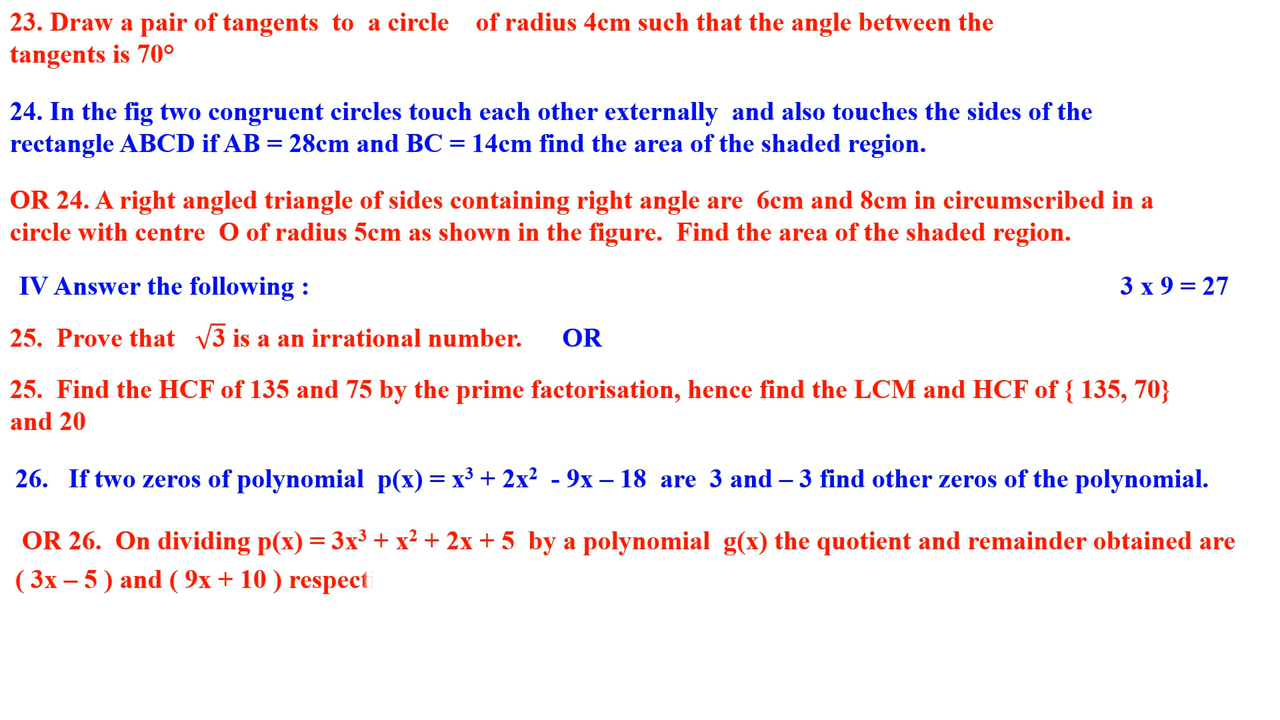 23. Draw a pair of tangents to a circle of radius 4cm such that the angle between the
tangents is 70°
24. In the fig two congruent circles touch each other externally and also touches the sides of the
rectangle ABCD if AB = 28cm and BC = 14cm find the area of the shaded region.
OR 24. A right angled triangle of sides containing right angle are 6cm and 8cm in circumscribed in a
circle with centre O of radius 5cm as shown in the figure. Find the area of the shaded region.
IV Answer the following : 3 x 9 = 27
25. Prove that √3 is a an irrational number. OR
25. Find the HCF of 135 and 75 by the prime factorisation, hence find the LCM and HCF of { 135, 70}
and 20
26. If two zeros of polynomial p(x) = x³ + 2x² - 9x – 18 are 3 and – 3 find other zeros of the polynomial.
OR 26. On dividing p(x) = 3x³ + x² + 2x + 5 by a polynomial g(x) the quotient and remainder obtained are
( 3x – 5 ) and ( 9x + 10 ) respect